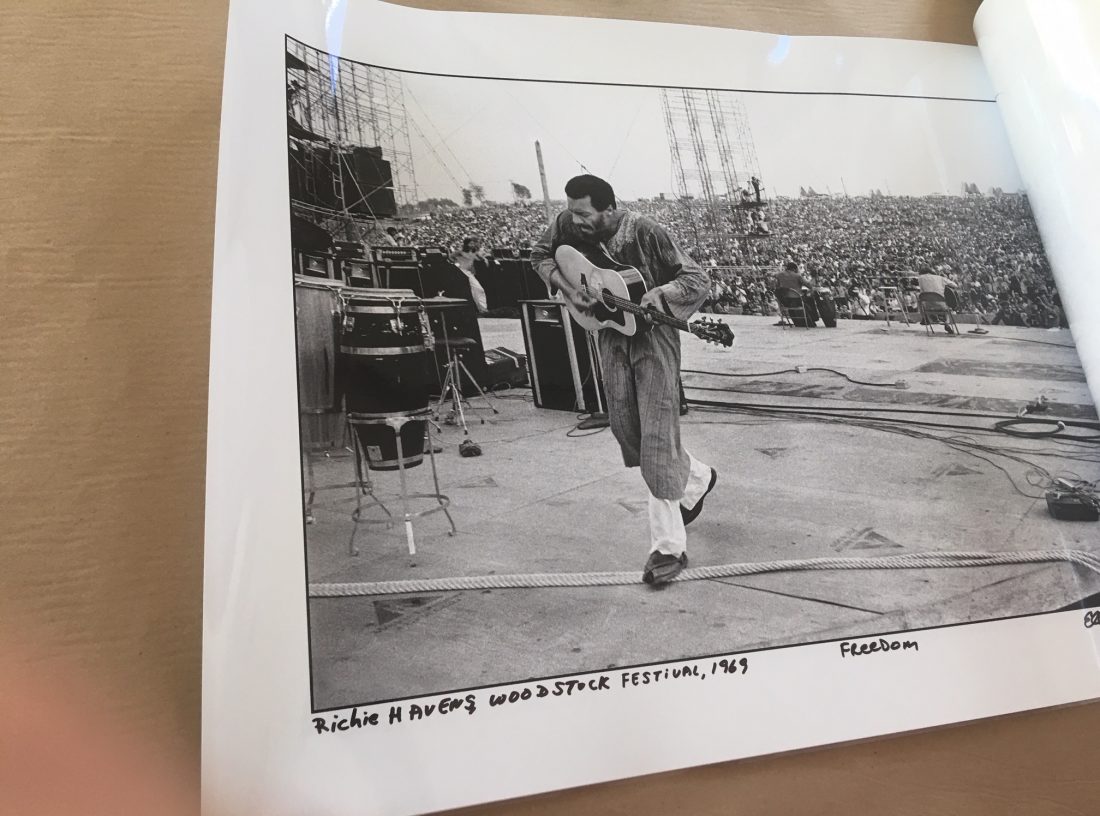 Richie HAVENS, WOODSTOCK FESTIVAL, 1969
FREEDOM